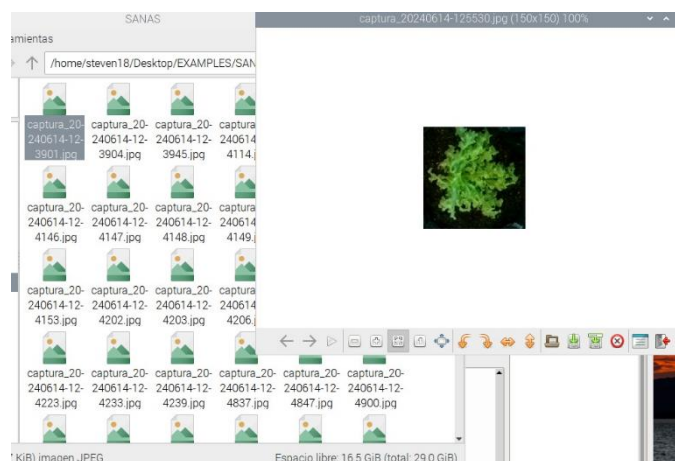 SANAS
captura_20240614-125530.jpg (150x150) 100%
amientas
/home/steven18/Desktop/EXAMPLES/SAN
captura_20- captura_20- captura_20- captura
240614-12- 240614-12- 240614-12- 240614
3901.jpg 3904.jpg 3945.jpg 4114.j
captura_20- captura_20- captura_20- captura
240614-12- 240614-12- 240614-12- 240614
4146.jpg 4147.jpg 4148.jpg 4149.j
captura_20- captura_20- captura_20- captura
240614-12- 240614-12- 240614-12- 240614
4153.jpg 4202.jpg 4203.jpg 4206.j
captura_20- captura_20- captura_20- captura_20- captura_20- captura_20-
240614-12- 240614-12- 240614-12- 240614-12- 240614-12- 240614-12-
4223.jpg 4233.jpg 4239.jpg 4837.jpg 4847.jpg 4900.jpg
KiB) imagen JPEG Espacio libre: 16.5 GiB (total: 29.0 GiB)